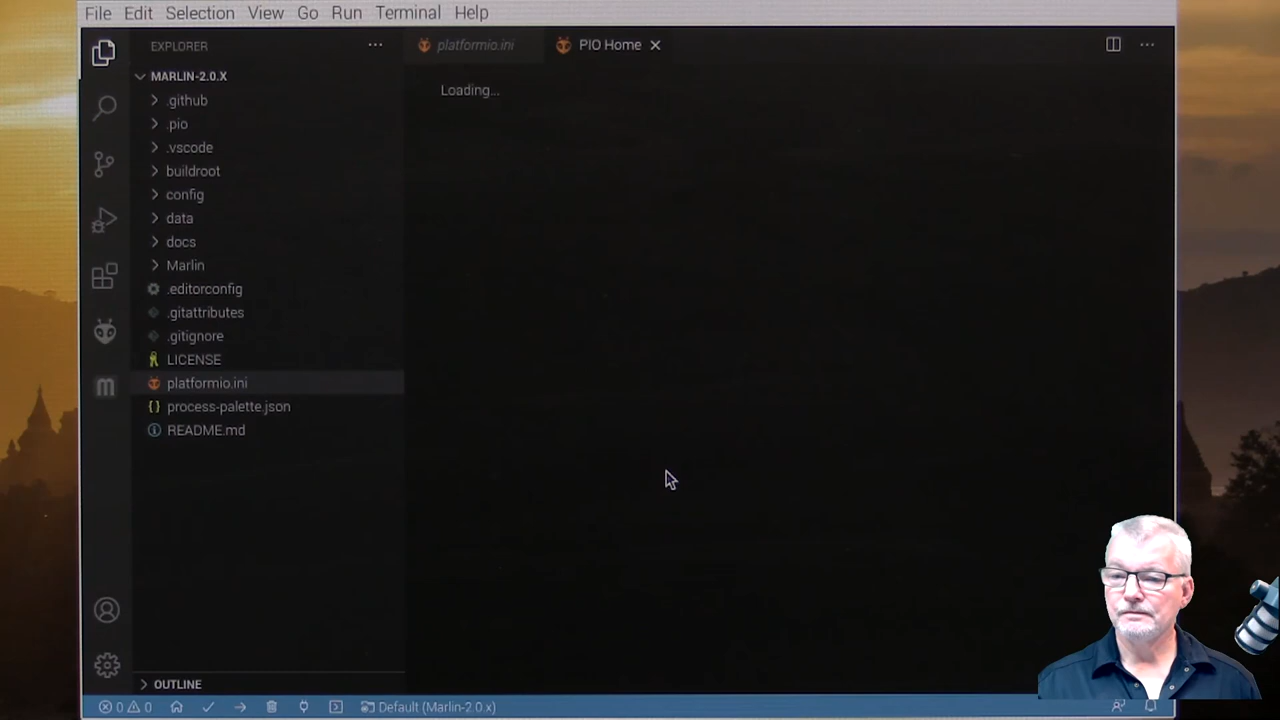 File Edit Selection View Go Run Terminal Help
EXPLORER
platformio.ini
PIO Home
MARLIN-2.0.X
Loading...
.github
.pio
.vscode
buildroot
config
data
docs
Marlin
.editorconfig
.gitattributes
.gitignore
LICENSE
platformio.ini
process-palette.json
README.md
OUTLINE
0 0 Default (Marlin-2.0.x)